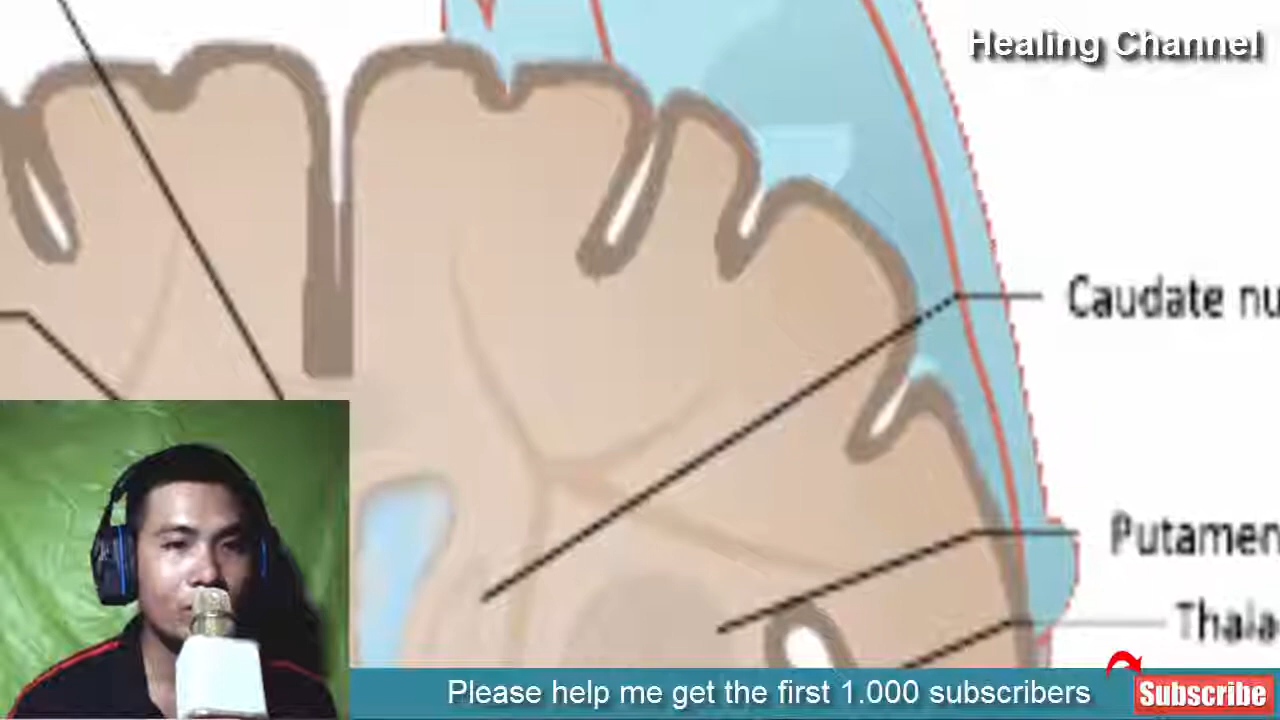 Healing Channel
Caudate nu
Putamen
Thala
Please help me get the first 1.000 subscribers
Subscribe